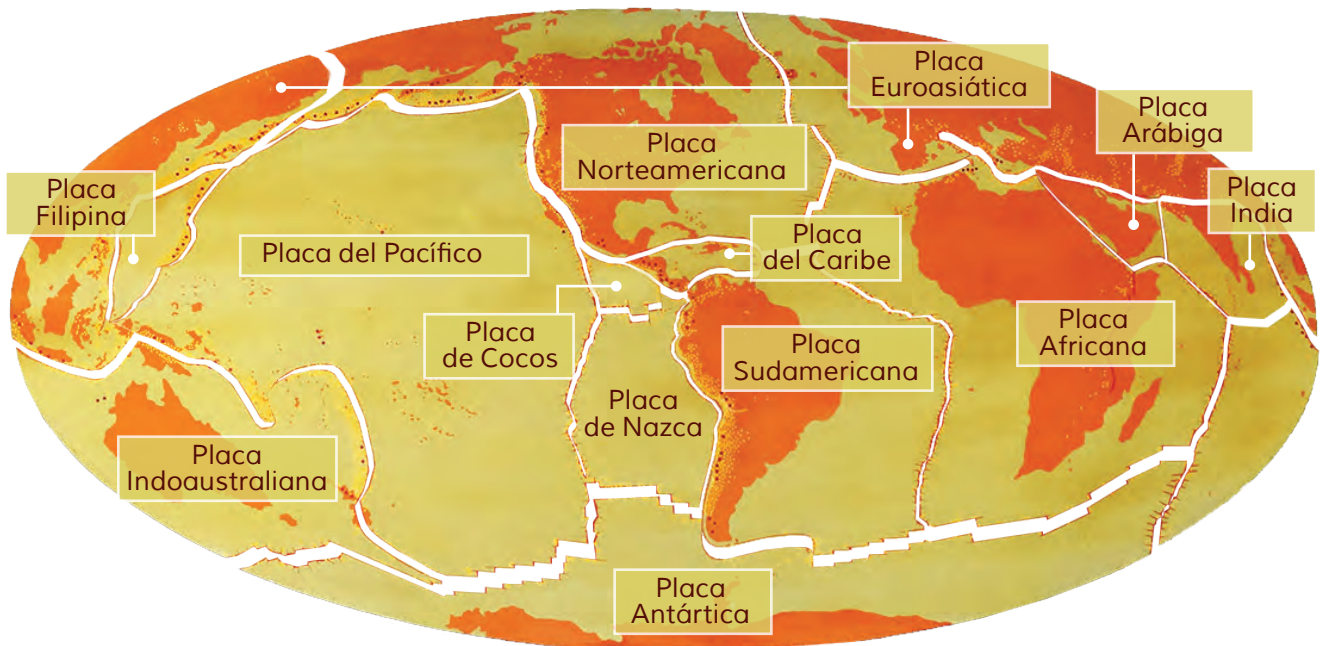 Placa
Euroasiática
Placa
Arábiga
Placa
Norteamericana
Placa
Filipina
Placa
India
Placa del Pacífico
Placa
del Caribe
Placa
de Cocos
Placa
Sudamericana
Placa
Africana
Placa
de Nazca
Placa
Indoaustraliana
Placa
Antártica